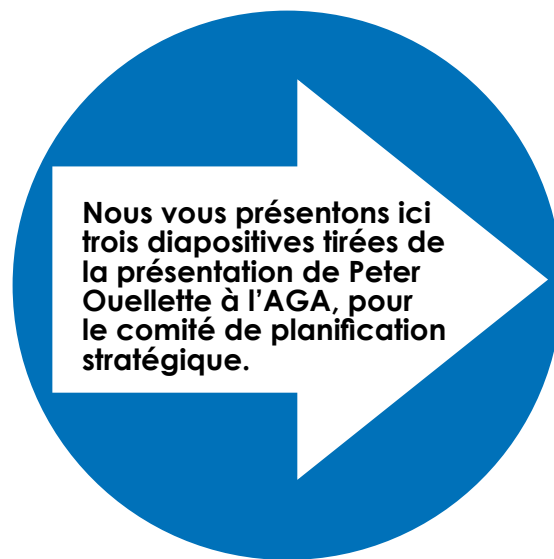 Nous vous présentons ici
trois diapositives tirées de
la présentation de Peter
Ouellette à l’AGA, pour
le comité de planification
stratégique.